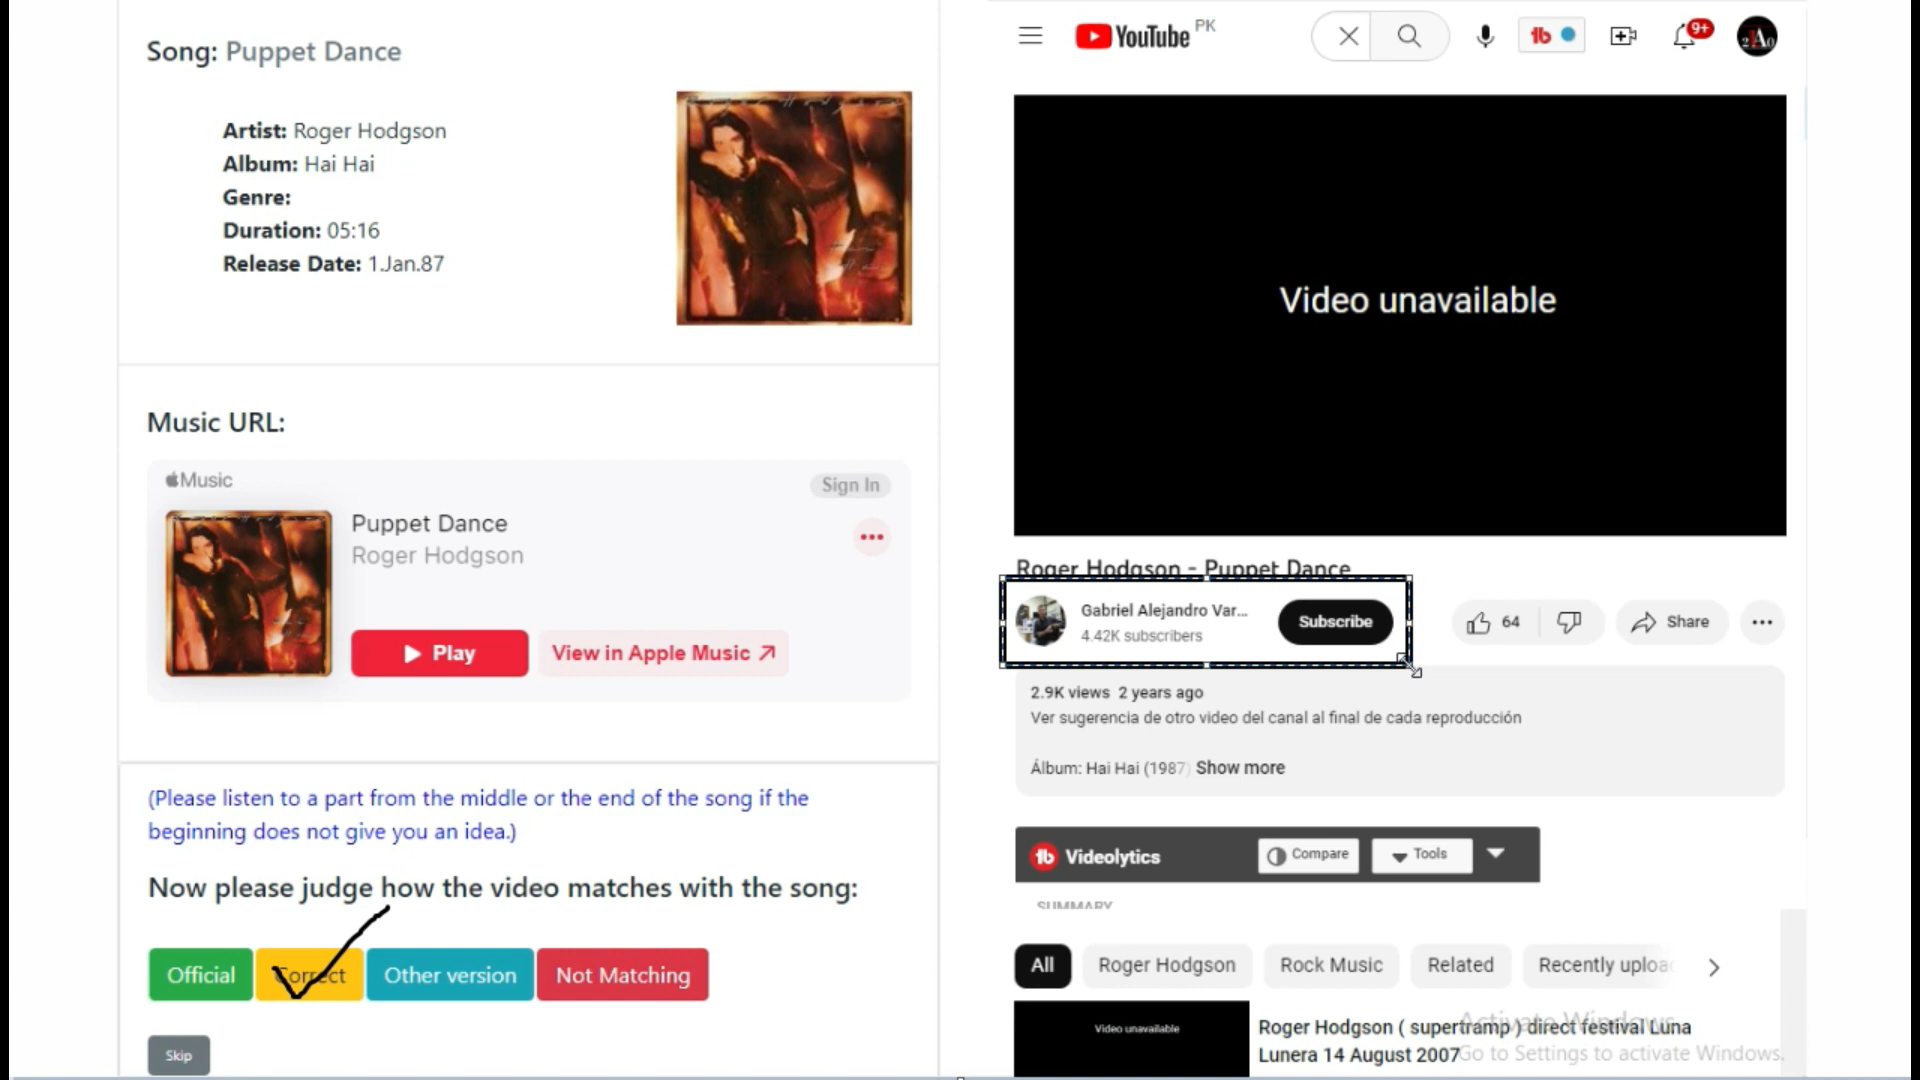 Song: Puppet Dance
Artist: Roger Hodgson
Album: Hai Hai
Genre:
Duration: 05:16
Release Date: 1.Jan.87
Music URL:
Music
Sign In
Puppet Dance
Roger Hodgson
Play
View in Apple Music
(Please listen to a part from the middle or the end of the song if the
beginning does not give you an idea.)
Now please judge how the video matches with the song:
Official
Correct
Other version
Not Matching
Skip
YouTube PK
9+
Video unavailable
Roger Hodgson - Puppet Dance
Gabriel Alejandro Var...
4.42K subscribers
Subscribe
64
Share
2.9K views 2 years ago
Ver sugerencia de otro video del canal al final de cada reproducción
Álbum: Hai Hai (1987) Show more
Videolytics
Compare
Tools
SUMMARY
All
Roger Hodgson
Rock Music
Related
Recently uploa
Video unavailable
Roger Hodgson ( supertramp ) direct festival Luna
Lunera 14 August 2007
Activate Windows
Go to Settings to activate Windows.